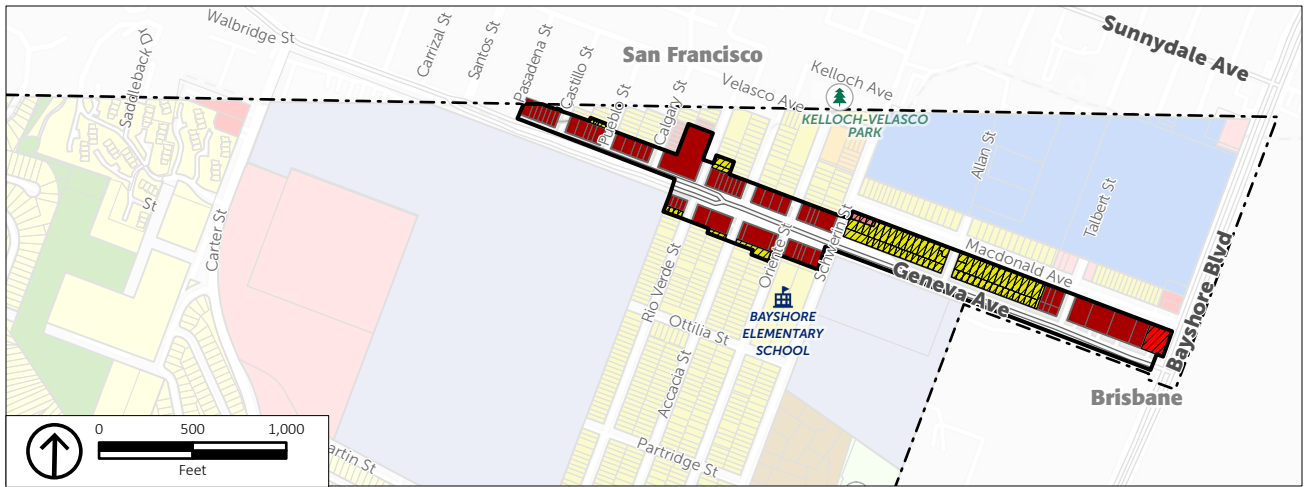 Walbridge St
Saddleback Dr
Carrizal St
Santos St
Pasadena St
Castillo St
Pueblo St
Calgary St
San Francisco
Velasco Ave
Kelloch Ave
Sunnydale Ave
KELLOCH-VELASCO
PARK
Allan St
Talbert St
St
Carter St
Rio Verde St
Oriente St
Schwerin St
Macdonald Ave
Geneva Ave
Bayshore Blvd
BAYSHORE
ELEMENTARY
SCHOOL
Ottilia St
Accacia St
Partridge St
Brisbane
artin St
0 500 1,000
Feet